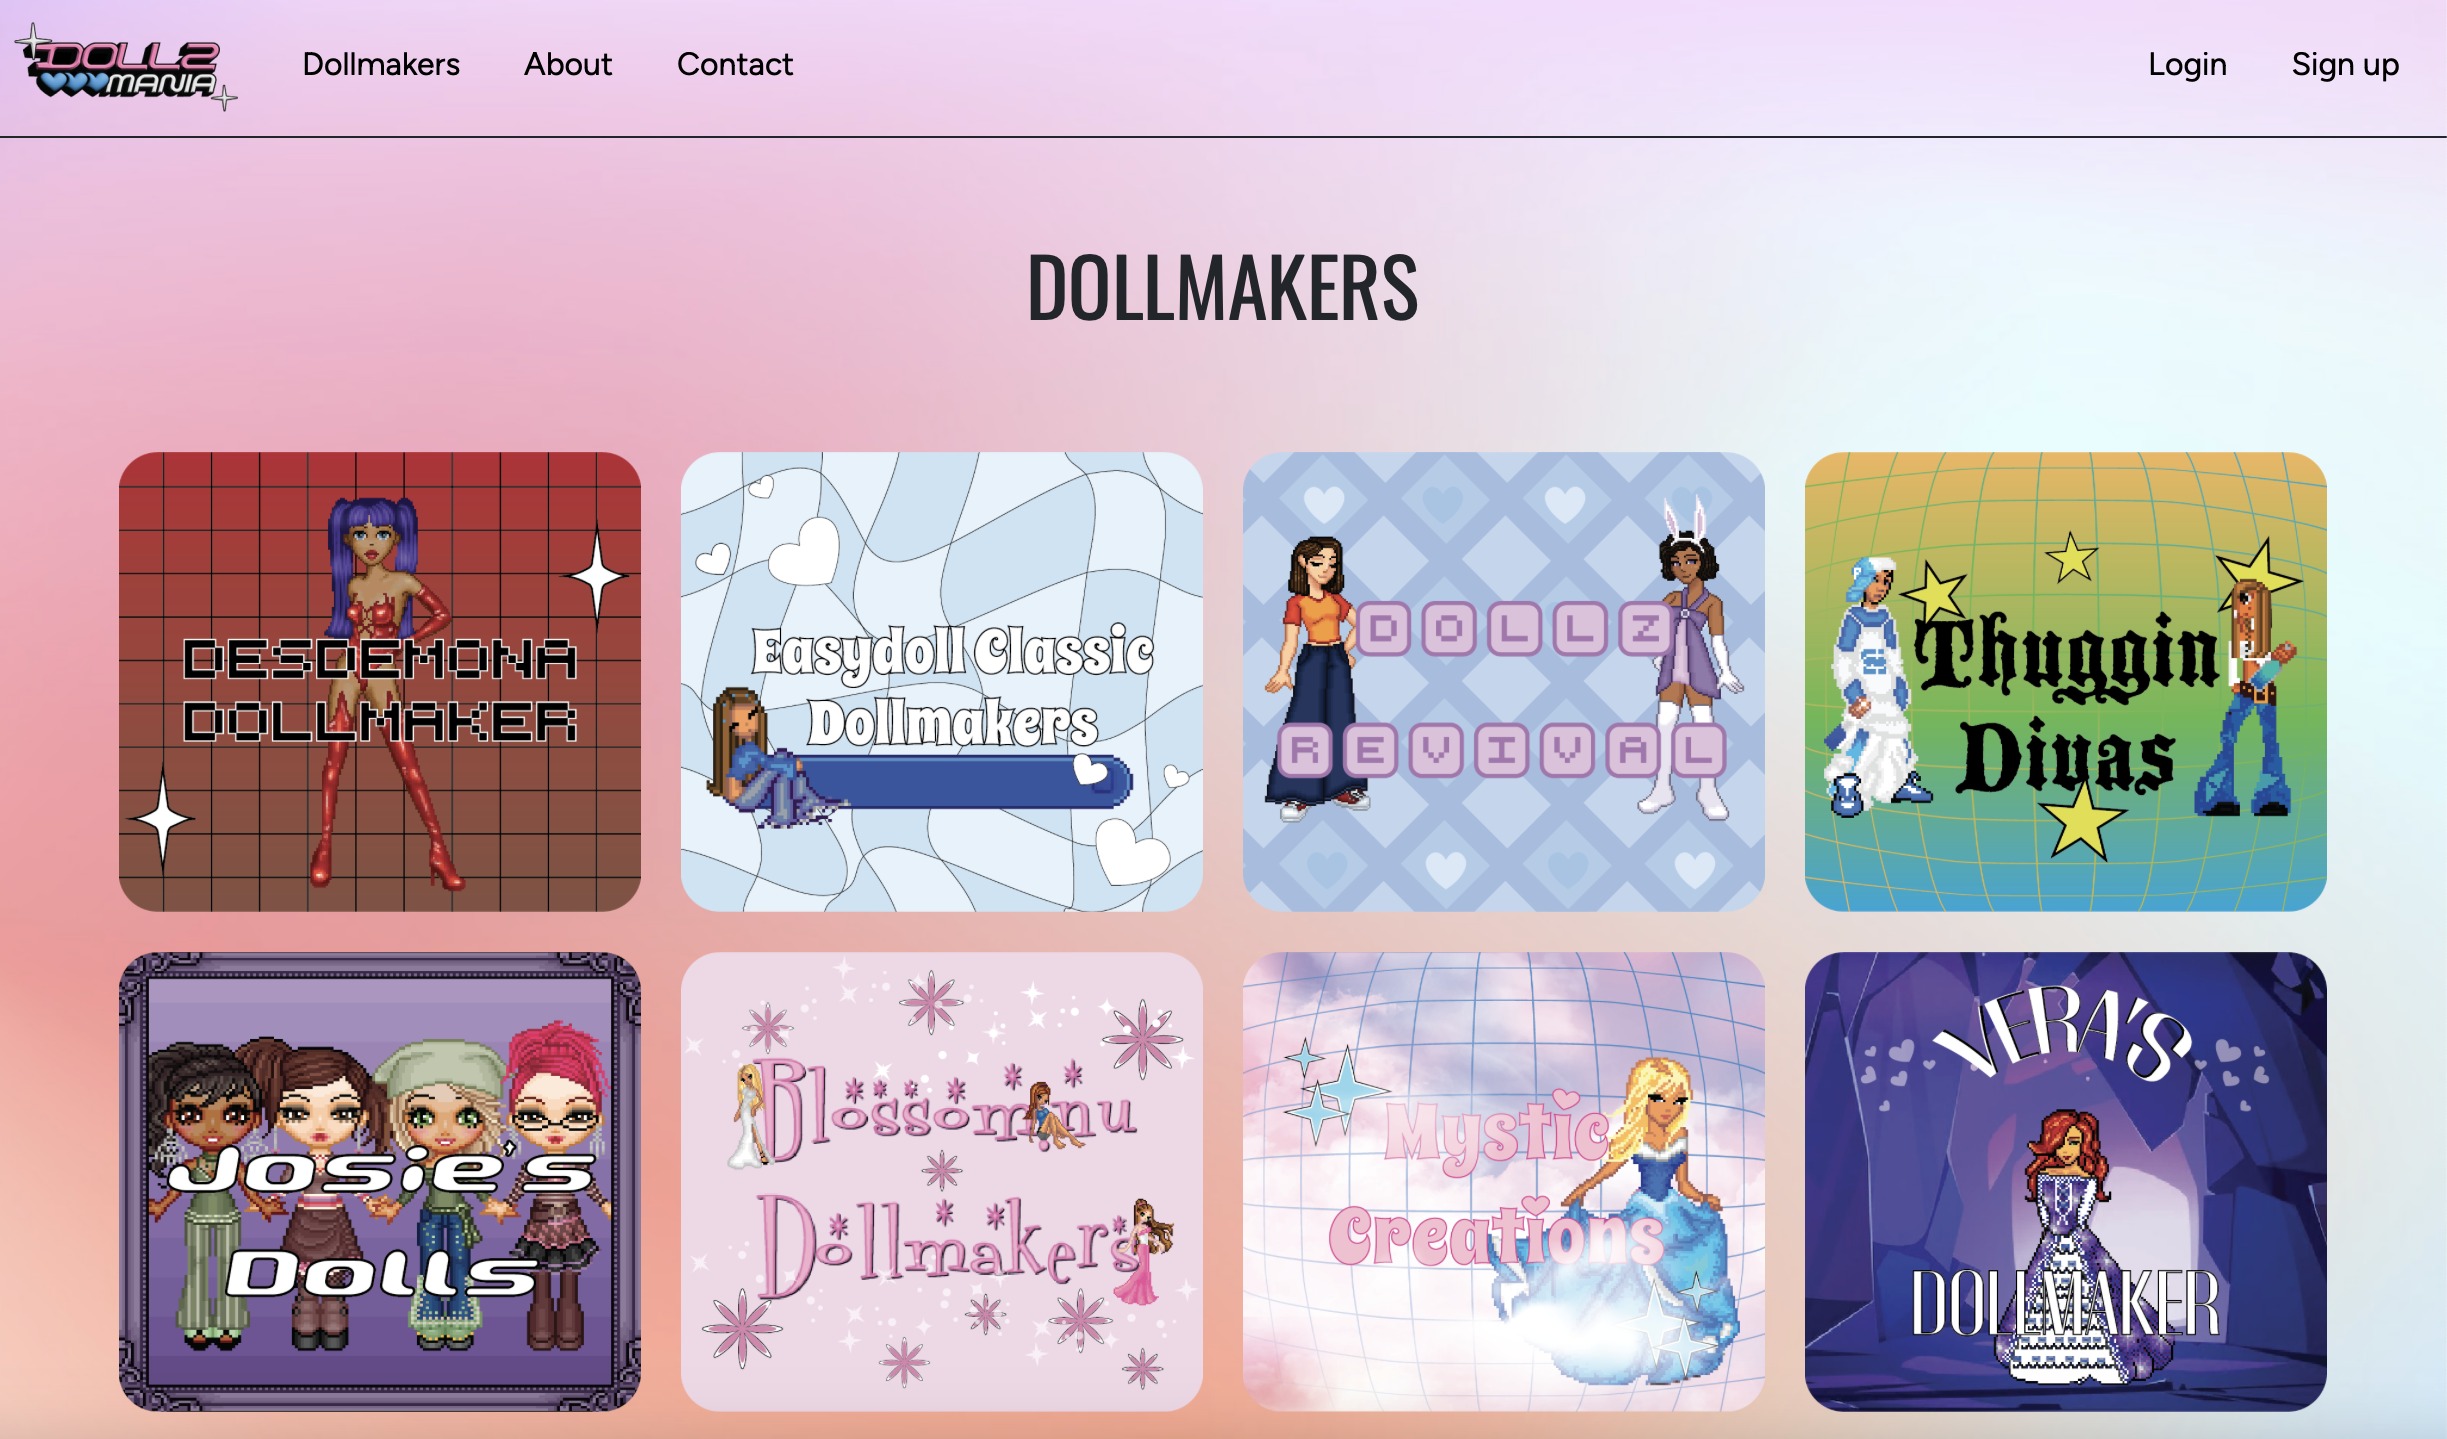 DOLLZ
MANIA
Dollmakers
About
Contact
Login
Sign up
DOLLMAKERS
DESDEMONA
DOLLMAKER
Easydoll Classic
Dollmakers
DOLLZ
REVIVAL
Thuggin
Divas
Josie's
Dolls
Blossominu
Dollmakers
Mystic
Creations
VERA'S
DOLLMAKER